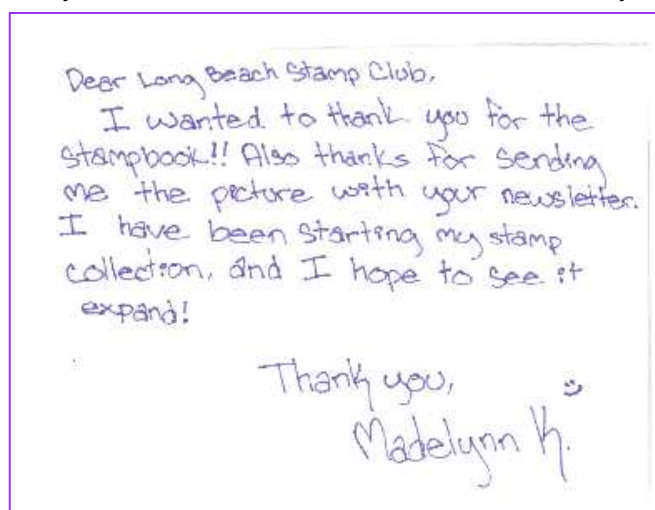 Dear Long Beach Stamp Club,
I wanted to thank you for the
Stampbook!! Also thanks for sending
me the picture with your newsletter.
I have been starting my stamp
collection, and I hope to see it
expand!
Thank you,
Madelynn K.